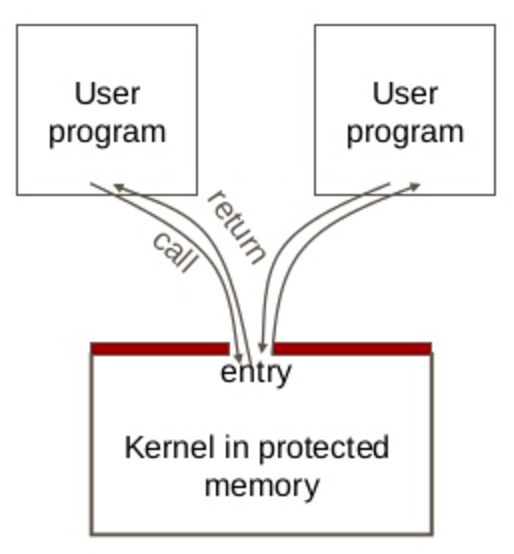 User
program
User
program
return
call
entry
Kernel in protected
memory